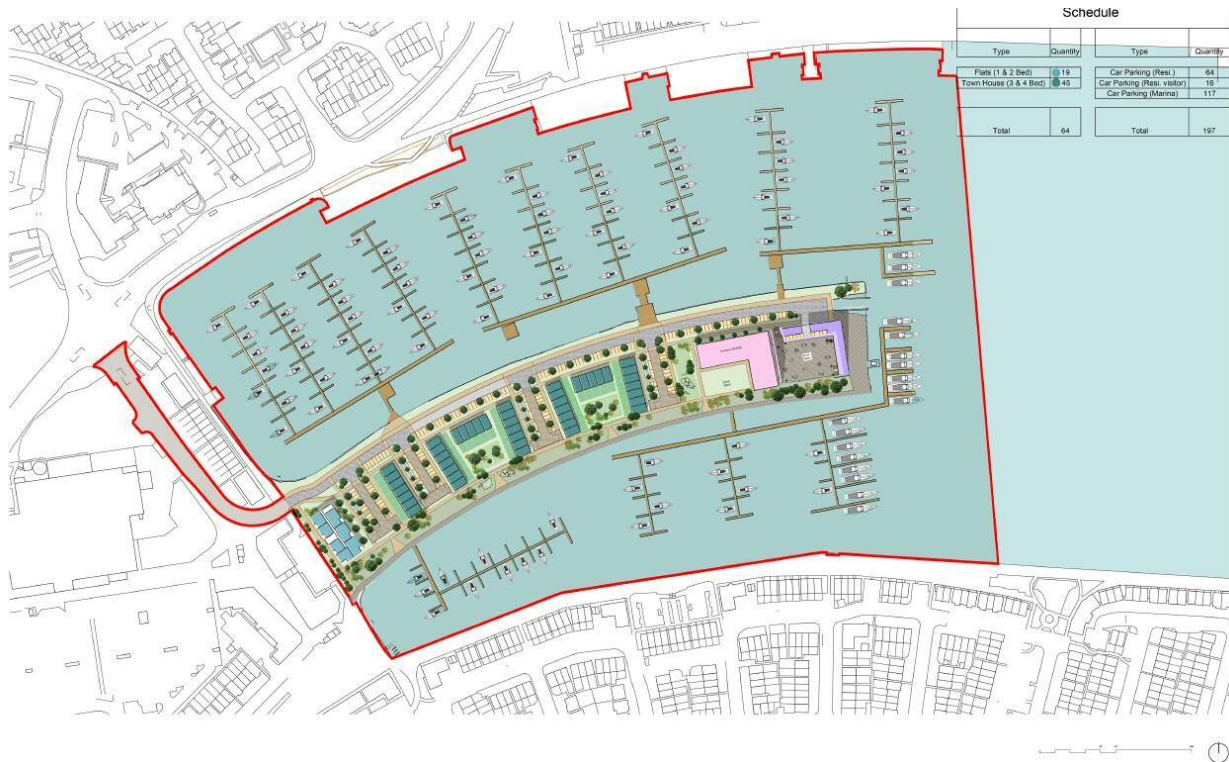 Schedule
Type Quantity Type Quantity
Flats (1 & 2 Bed) 19 Car Parking (Resi.) 64
Town House (3 & 4 Bed) 45 Car Parking (Resi. visitor) 16
Car Parking (Marina) 117
Total 64 Total 197